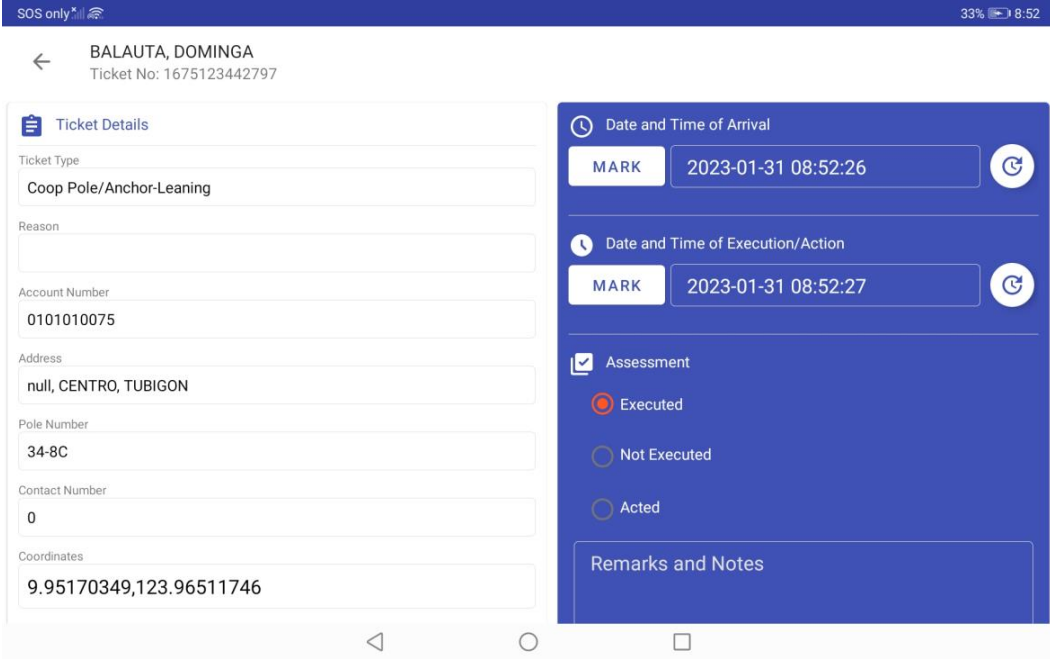 SOS only
33% 8:52
BALAUTA, DOMINGA
Ticket No: 1675123442797
Ticket Details
Ticket Type
Coop Pole/Anchor-Leaning
Reason
Account Number
0101010075
Address
null, CENTRO, TUBIGON
Pole Number
34-8C
Contact Number
0
Coordinates
9.95170349,123.96511746
Date and Time of Arrival
MARK 2023-01-31 08:52:26
Date and Time of Execution/Action
MARK 2023-01-31 08:52:27
Assessment
Executed
Not Executed
Acted
Remarks and Notes